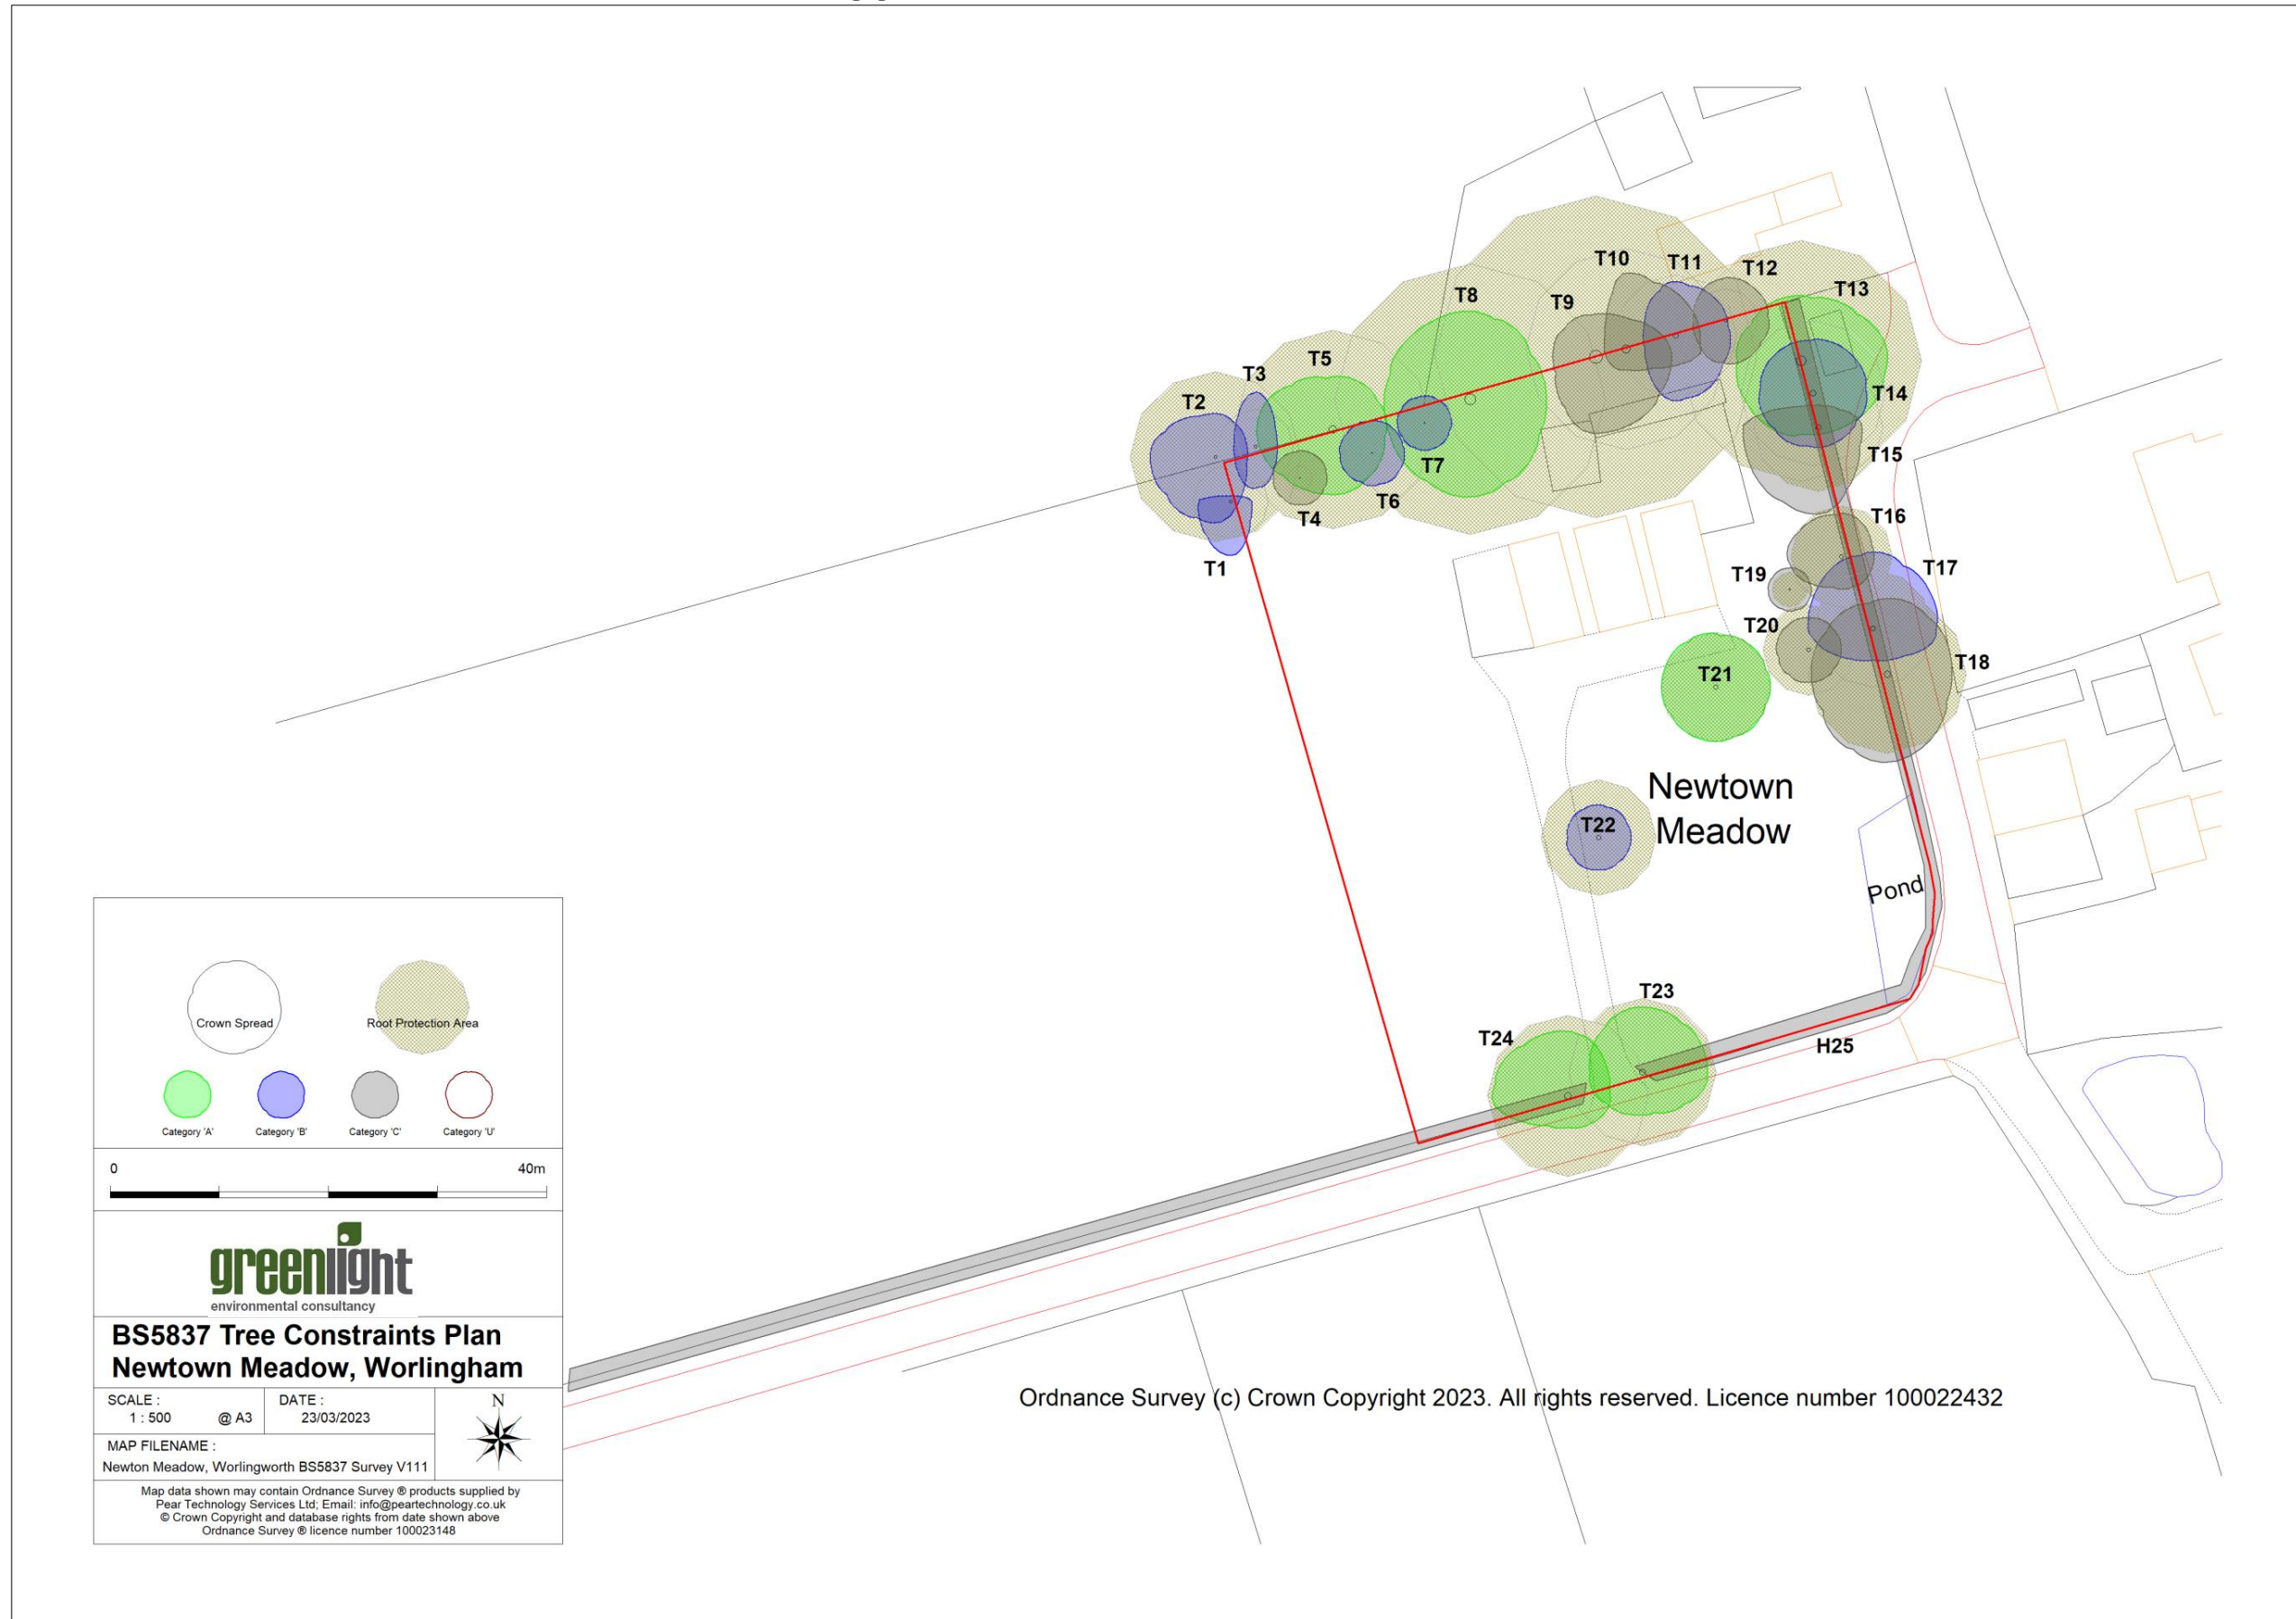 T10
T11
T12
T13
T8
T9
T5
T3
T2
T14
T15
T7
T6
T4
T16
T1
T19
T17
T20
T18
T21
Newtown
Meadow
T22
Pond
T23
T24
H25
Crown Spread
Root Protection Area
Category 'A'
Category 'B'
Category 'C'
Category 'U'
0
40m
greenlight
environmental consultancy
BS5837 Tree Constraints Plan
Newtown Meadow, Worlingham
SCALE :
1 : 500 @ A3
DATE :
23/03/2023
N
MAP FILENAME :
Newton Meadow, Worlingworth BS5837 Survey V111
Map data shown may contain Ordnance Survey ® products supplied by
Pear Technology Services Ltd; Email: info@peartechnology.co.uk
© Crown Copyright and database rights from date shown above
Ordnance Survey ® licence number 100023148
Ordnance Survey (c) Crown Copyright 2023. All rights reserved. Licence number 100022432